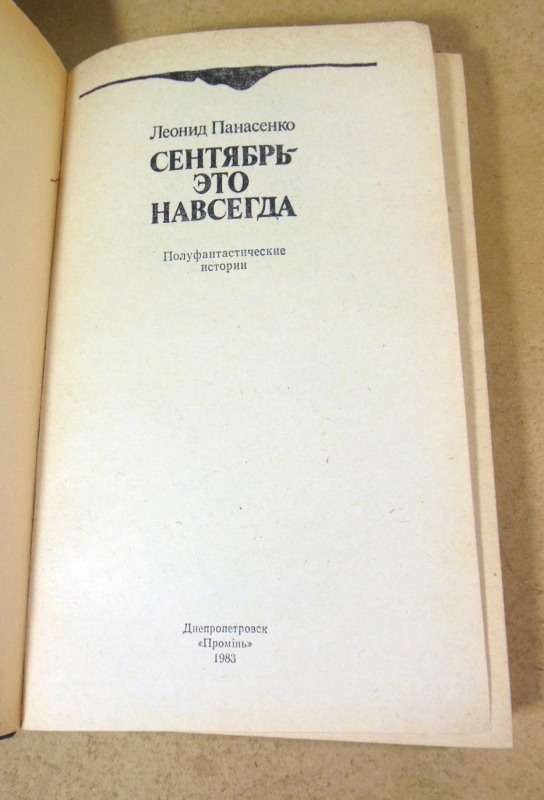 Леонид Панасенко
СЕНТЯБРЬ-
ЭТО
НАВСЕГДА
Полуфантастические
истории
Днепропетровск
«Промінь»
1983